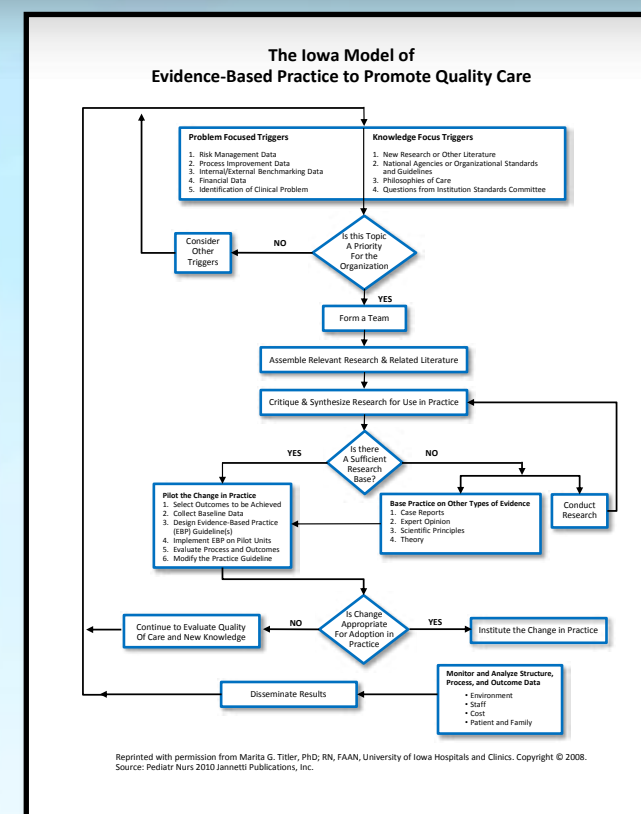 The Iowa Model of
Evidence-Based Practice to Promote Quality Care
Problem Focused Triggers
1. Risk Management Data
2. Process Improvement Data
3. Internal/External Benchmarking Data
4. Financial Data
5. Identification of Clinical Problem
Knowledge Focus Triggers
1. New Research or Other Literature
2. National Agencies or Organizational Standards
and Guidelines
3. Philosophies of Care
4. Questions from Institution Standards Committee
Consider
Other
Triggers
NO
Is this Topic
A Priority
For the
Organization
YES
Form a Team
Assemble Relevant Research & Related Literature
Critique & Synthesize Research for Use in Practice
YES
Is there
A Sufficient
Research
Base?
NO
Pilot the Change in Practice
1. Select Outcomes to be Achieved
2. Collect Baseline Data
3. Design Evidence-Based Practice
(EBP) Guideline(s)
4. Implement EBP on Pilot Units
5. Evaluate Process and Outcomes
6. Modify the Practice Guideline
Base Practice on Other Types of Evidence
1. Case Reports
2. Expert Opinion
3. Scientific Principles
4. Theory
Conduct
Research
Continue to Evaluate Quality
Of Care and New Knowledge
NO
Is Change
Appropriate
For Adoption in
Practice
YES
Institute the Change in Practice
Disseminate Results
Monitor and Analyze Structure,
Process, and Outcome Data
• Environment
• Staff
• Cost
• Patient and Family
Reprinted with permission from Marita G. Titler, PhD; RN, FAAN, University of Iowa Hospitals and Clinics. Copyright © 2008.
Source: Pediatr Nurs 2010 Jannetti Publications, Inc.